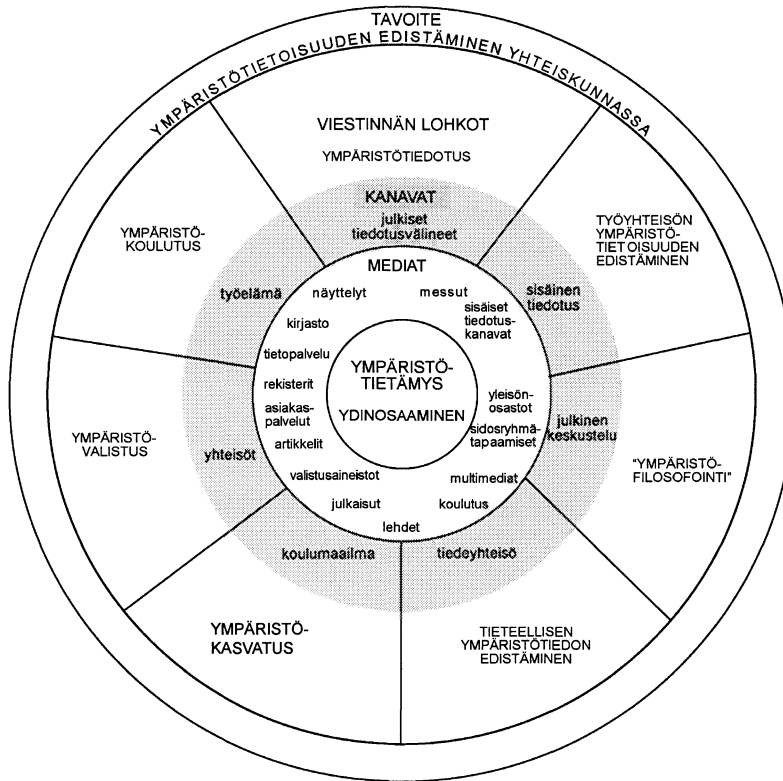 TAVOITE
YMPÄRISTÖTIETOISUUDEN EDISTÄMINEN YHTEISKUNNASSA
VIESTINNÄN LOHKOT
YMPÄRISTÖTIEDOTUS
KANAVAT
julkiset
tiedotusvälineet
YMPÄRISTÖ-
KOULUTUS
TYÖYHTEISÖN
YMPÄRISTÖ-
TIETOISUUDEN
EDISTÄMINEN
työelämä
sisäinen
tiedotus
MEDIAT
näyttelyt
messut
kirjasto
sisäiset
tiedotus-
kanavat
tietopalvelu
rekisterit
asiakas-
palvelut
artikkelit
valistusaineistot
julkaisut
lehdet
koulutus
multimediat
sidosryhmä-
tapaamiset
yleisön-
osastot
YMPÄRISTÖ-
TIETÄMYS
YDINOSAAMINEN
YMPÄRISTÖ-
VALISTUS
yhteisöt
julkinen
keskustelu
"YMPÄRISTÖ-
FILOSOFOINTI"
koulumaailma
tiedeyhteisö
YMPÄRISTÖ-
KASVATUS
TIETEELLISEN
YMPÄRISTÖTIEDON
EDISTÄMINEN